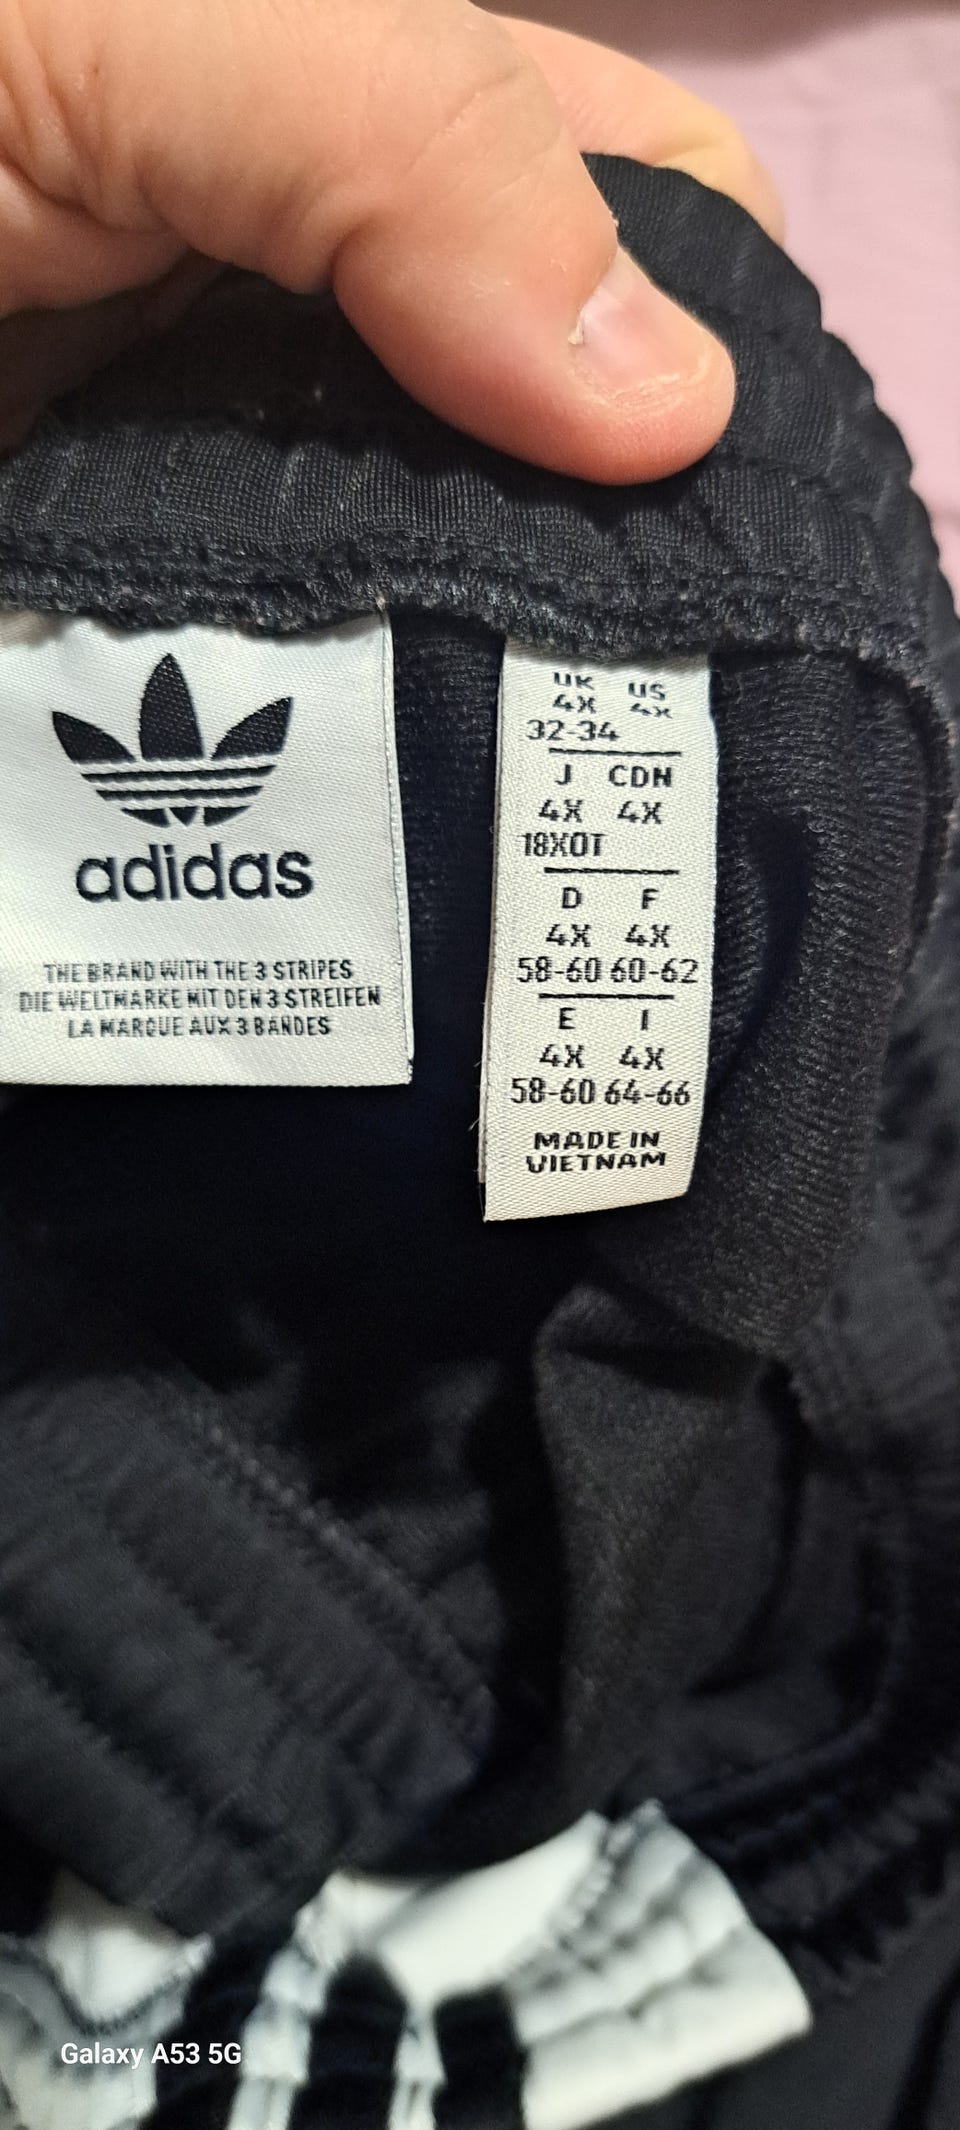 adidas
THE BRAND WITH THE 3 STRIPES
DIE WELTMARKE MIT DEN 3 STREIFEN
LA MARQUE AUX 3 BANDES
UK US
4X 4X
32-34
J CDN
4X 4X
18XOT
D F
4X 4X
58-60 60-62
E I
4X 4X
58-60 64-66
MADE IN
VIETNAM
Galaxy A53 5G